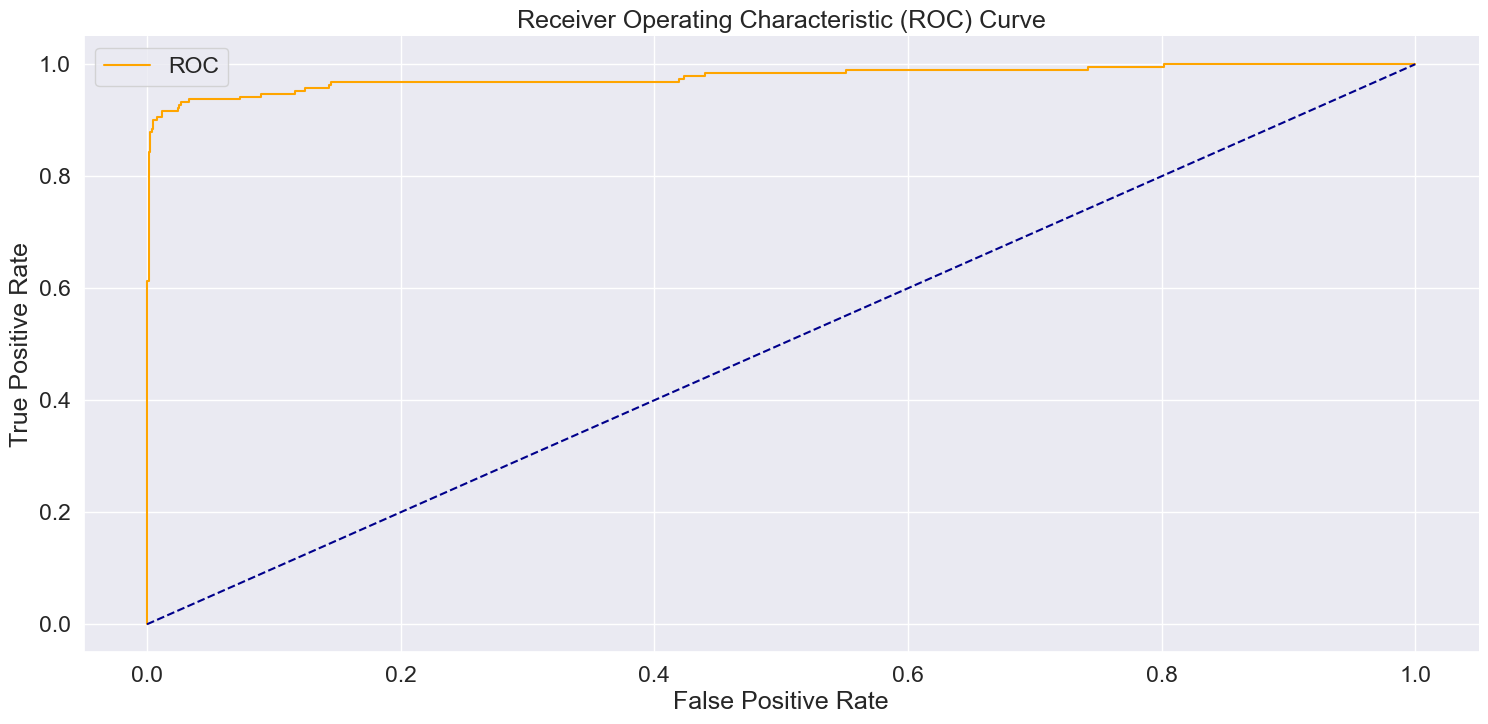 Receiver Operating Characteristic (ROC) Curve
ROC
1.0
0.8
0.6
0.4
0.2
0.0
True Positive Rate
0.0 0.2 0.4 0.6 0.8 1.0
False Positive Rate